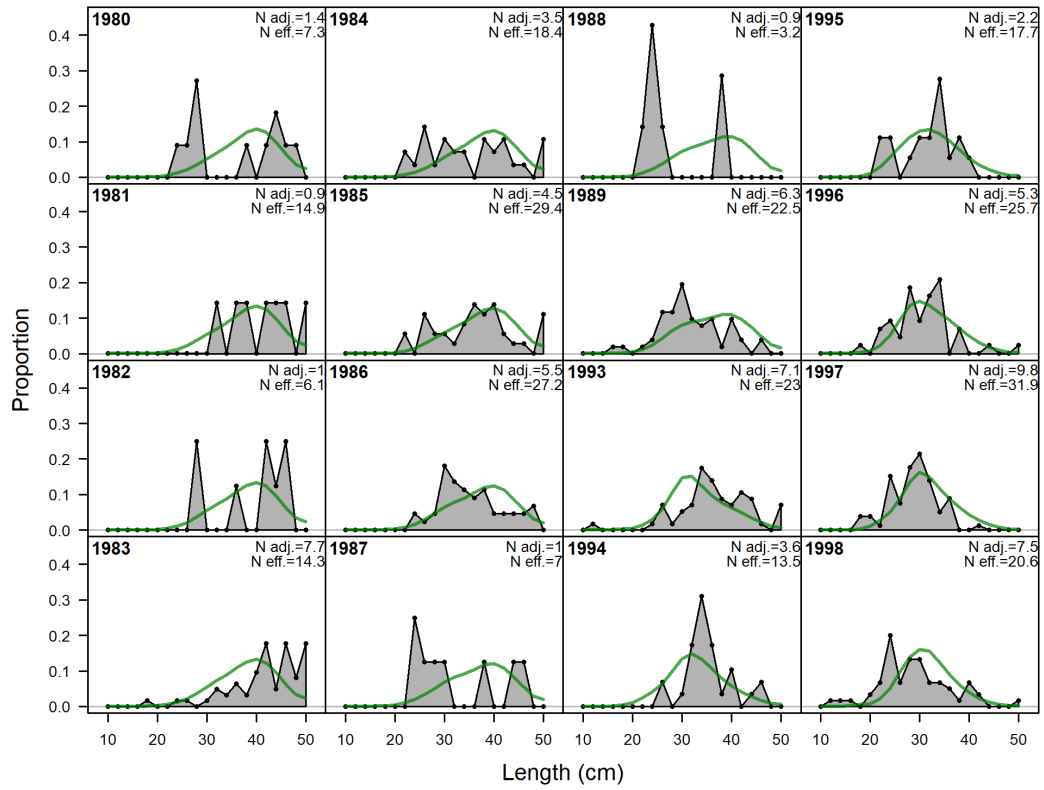 1980 N adj.=1.4
N eff.=7.3
1984 N adj.=3.5
N eff.=18.4
1988 N adj.=0.9
N eff.=3.2
1995 N adj.=2.2
N eff.=17.7
0.4
0.3
0.2
0.1
0.0
1981 N adj.=0.9
N eff.=14.9
1985 N adj.=4.5
N eff.=29.4
1989 N adj.=6.3
N eff.=22.5
1996 N adj.=5.3
N eff.=25.7
0.4
0.3
0.2
0.1
0.0
Proportion
1982 N adj.=1
N eff.=6.1
1986 N adj.=5.5
N eff.=27.2
1993 N adj.=7.1
N eff.=23
1997 N adj.=9.8
N eff.=31.9
0.4
0.3
0.2
0.1
0.0
1983 N adj.=7.7
N eff.=14.3
1987 N adj.=1
N eff.=7
1994 N adj.=3.6
N eff.=13.5
1998 N adj.=7.5
N eff.=20.6
0.4
0.3
0.2
0.1
0.0
10 20 30 40 50 10 20 30 40 50 10 20 30 40 50 10 20 30 40 50
Length (cm)